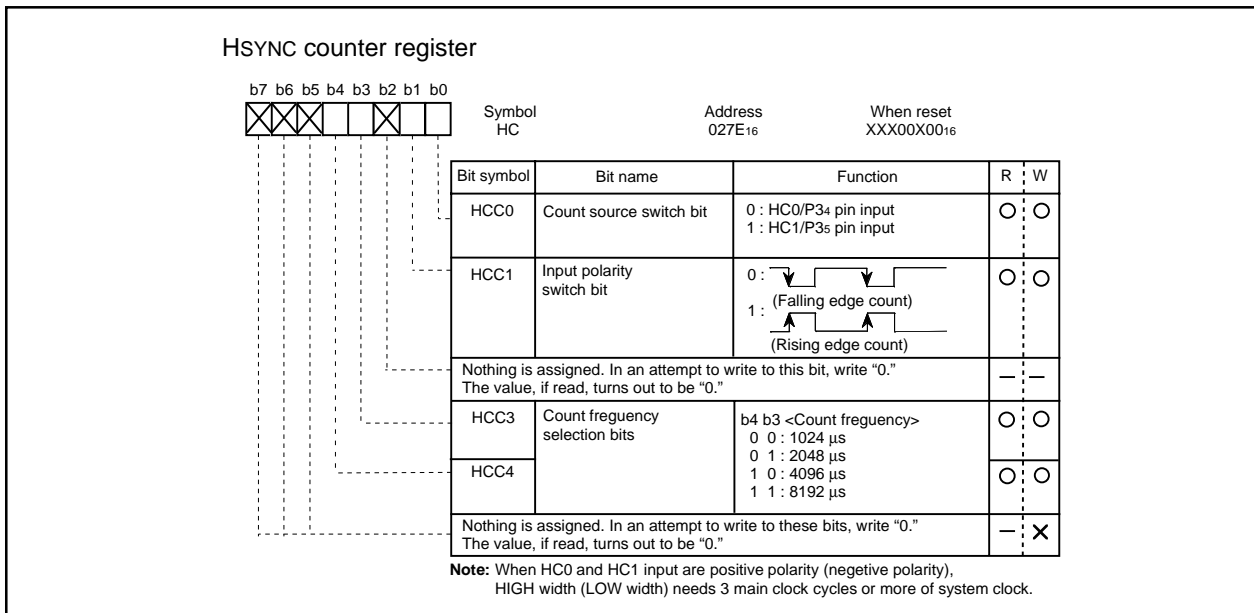 HSYNC counter register
b7 b6 b5 b4 b3 b2 b1 b0
Symbol Address When reset
HC 027E16 XXX00X0016
Bit symbol Bit name Function R W
HCC0 Count source switch bit 0 : HC0/P34 pin input
1 : HC1/P35 pin input
HCC1 Input polarity
switch bit
0 :
(Falling edge count)
1 :
(Rising edge count)
Nothing is assigned. In an attempt to write to this bit, write “0.”
The value, if read, turns out to be “0.”
HCC3 Count freguency
selection bits
b4 b3 <Count freguency>
0 0 : 1024 µs
0 1 : 2048 µs
HCC4 1 0 : 4096 µs
1 1 : 8192 µs
Nothing is assigned. In an attempt to write to these bits, write “0.”
The value, if read, turns out to be “0.”
Note: When HC0 and HC1 input are positive polarity (negetive polarity),
HIGH width (LOW width) needs 3 main clock cycles or more of system clock.